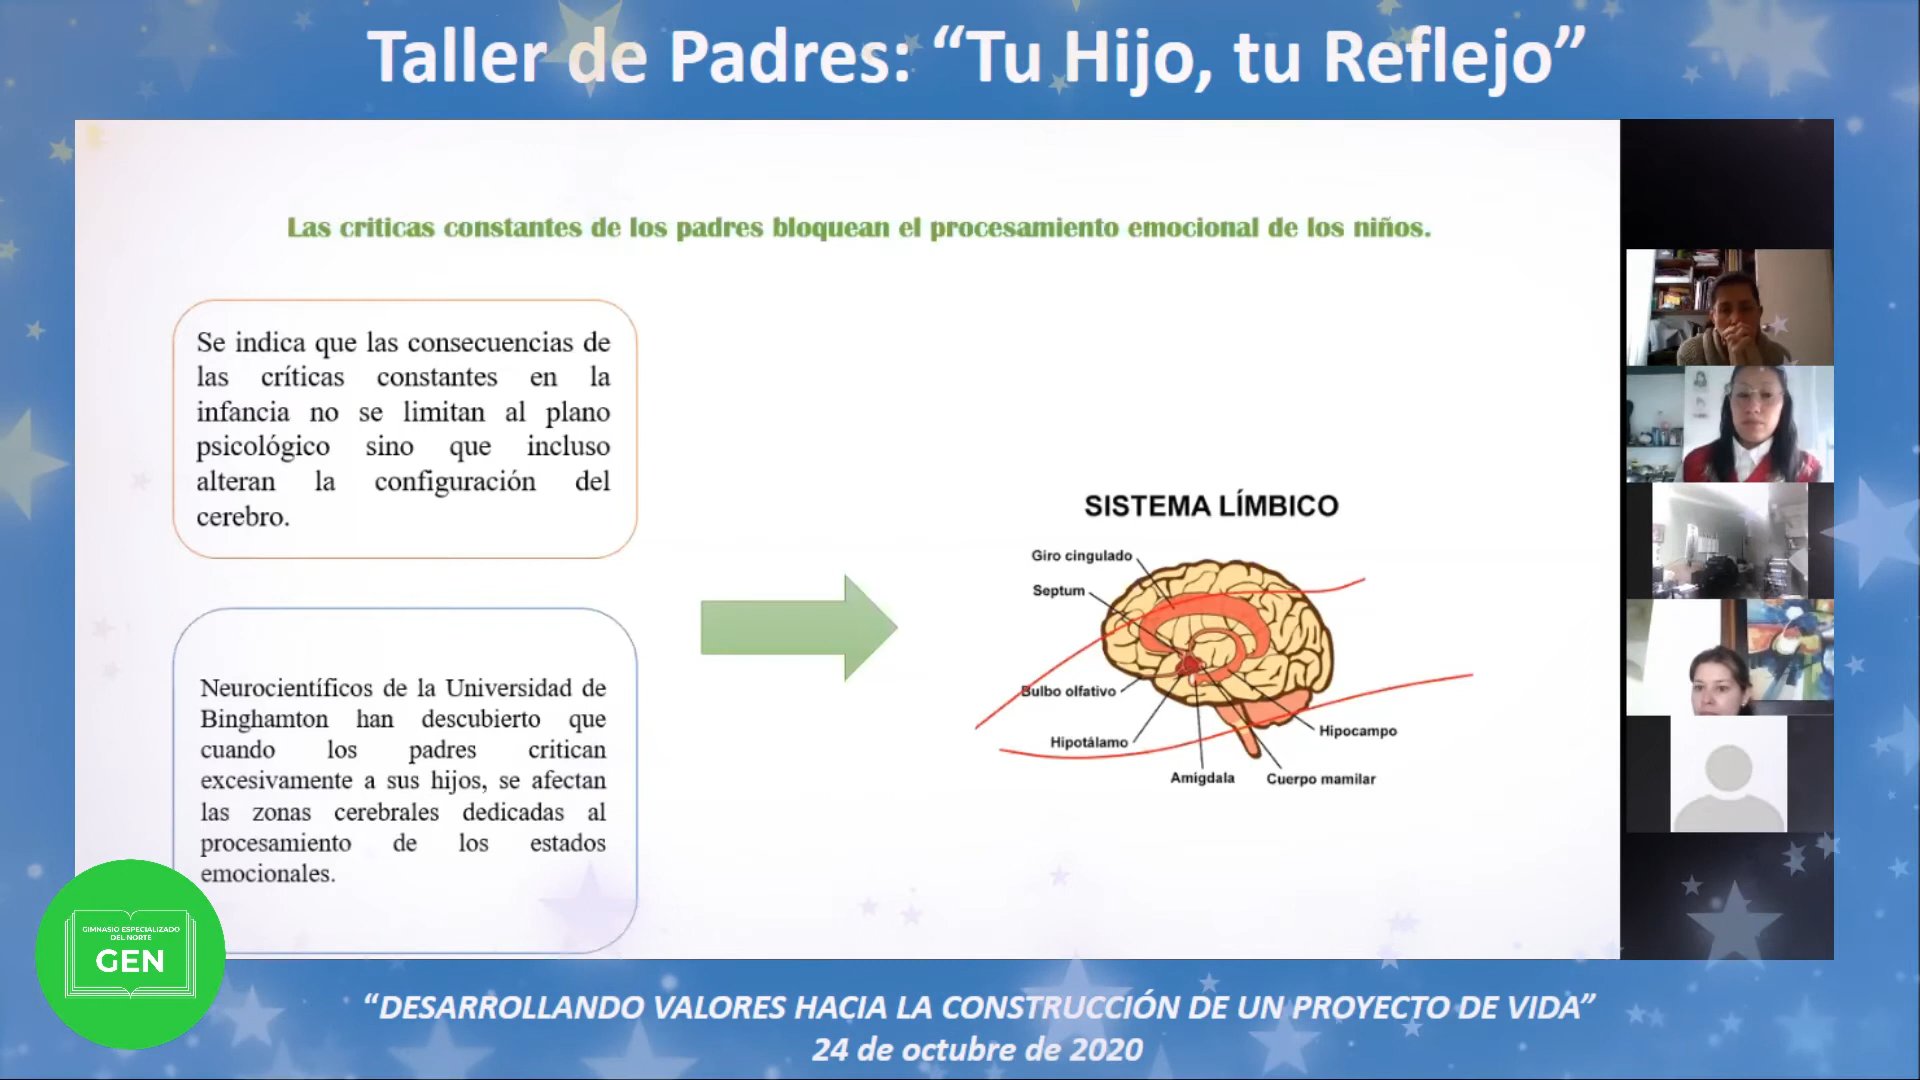 Taller de Padres: “Tu Hijo, tu Reflejo”
Las criticas constantes de los padres bloquean el procesamiento emocional de los niños.
Se indica que las consecuencias de
las críticas constantes en la
infancia no se limitan al plano
psicológico sino que incluso
alteran la configuración del
cerebro.
Neurocientíficos de la Universidad de
Binghamton han descubierto que
cuando los padres critican
excesivamente a sus hijos, se afectan
las zonas cerebrales dedicadas al
procesamiento de los estados
emocionales.
SISTEMA LÍMBICO
Giro cingulado
Septum
Bulbo olfativo
Hipotálamo
Amígdala
Cuerpo mamilar
Hipocampo
GIMNASIO ESPECIALIZADO
DEL NORTE
GEN
“DESARROLLANDO VALORES HACIA LA CONSTRUCCIÓN DE UN PROYECTO DE VIDA”
24 de octubre de 2020